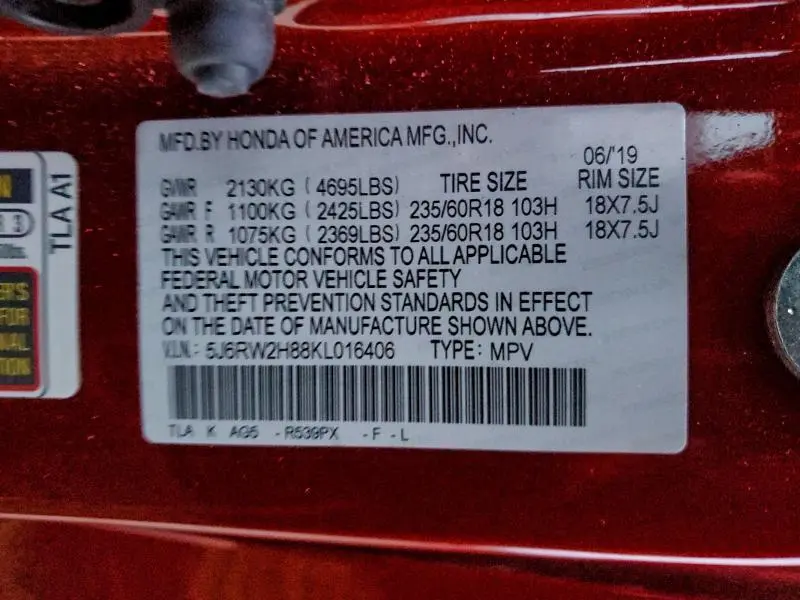 MFD.BY HONDA OF AMERICA MFG.,INC.
06/'19
GVWR 2130KG ( 4695LBS) TIRE SIZE RIM SIZE
GAWR F 1100KG ( 2425LBS) 235/60R18 103H 18X7.5J
GAWR R 1075KG ( 2369LBS) 235/60R18 103H 18X7.5J
THIS VEHICLE CONFORMS TO ALL APPLICABLE
FEDERAL MOTOR VEHICLE SAFETY
AND THEFT PREVENTION STANDARDS IN EFFECT
ON THE DATE OF MANUFACTURE SHOWN ABOVE.
V.I.N.: 5J6RW2H88KL016406 TYPE: MPV
TLA K AG5 - R539PX - F - L
TLA A1